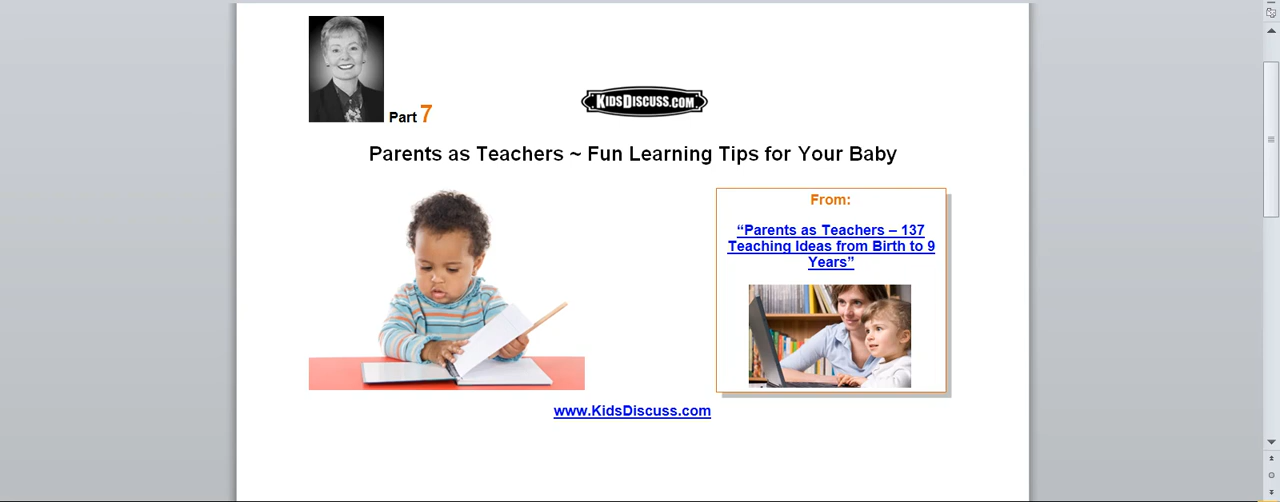 Part 7
KIDSDISCUSS.COM
Parents as Teachers ~ Fun Learning Tips for Your Baby
From:
“Parents as Teachers – 137
Teaching Ideas from Birth to 9
Years”
www.KidsDiscuss.com